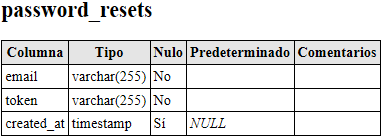 password_resets
Columna Tipo Nulo Predeterminado Comentarios
email varchar(255) No
token varchar(255) No
created_at timestamp Sí NULL